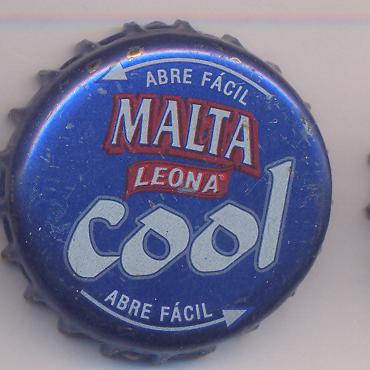 ABRE FÁCIL
MALTA
LEONA
cool
ABRE FÁCIL